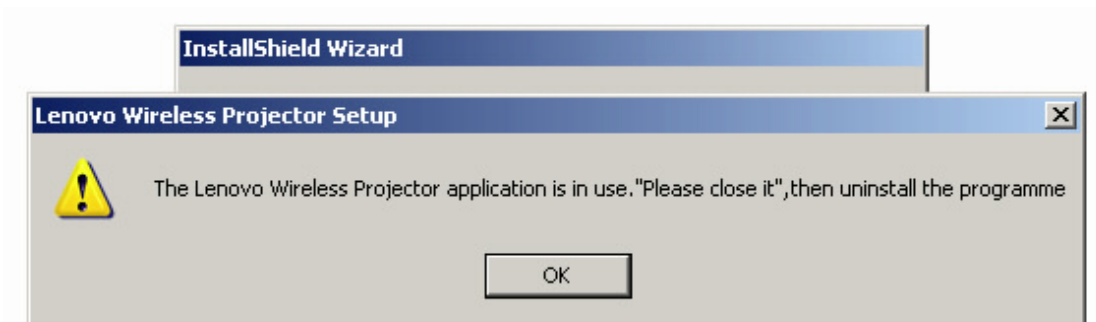 InstallShield Wizard
Lenovo Wireless Projector Setup
The Lenovo Wireless Projector application is in use."Please close it",then uninstall the programme
OK